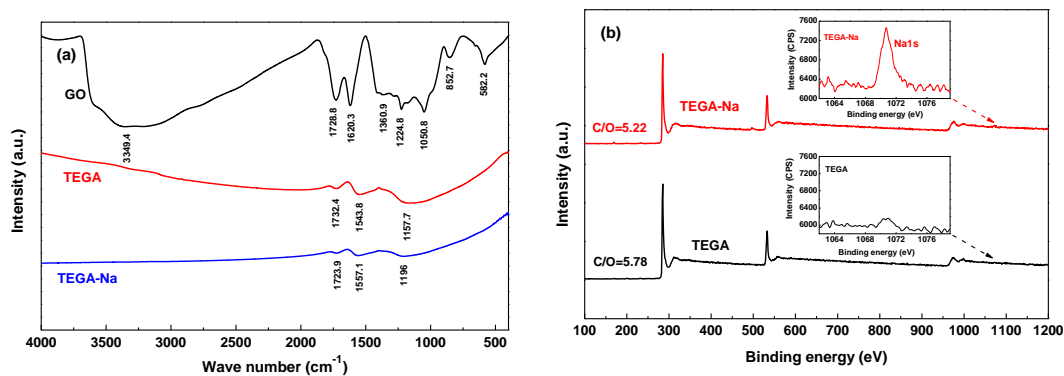 (a)
GO
3349.4
1728.8
1620.3
1360.9
1224.8
1050.8
852.7
582.2
TEGA
1732.4
1543.8
1157.7
TEGA-Na
1723.9
1557.1
1196
Intensity (a.u.)
4000 3500 3000 2500 2000 1500 1000 500
Wave number (cm⁻¹)
(b)
TEGA-Na
C/O=5.22
TEGA
C/O=5.78
Intensity (a.u.)
100 200 300 400 500 600 700 800 900 1000 1100 1200
Binding energy (eV)
TEGA-Na
Na1s
Intensity (CPS)
7600
7200
6800
6400
6000
1064 1068 1072 1076
Binding energy (eV)
TEGA
Intensity (CPS)
7600
7200
6800
6400
6000
1064 1068 1072 1076
Binding energy (eV)